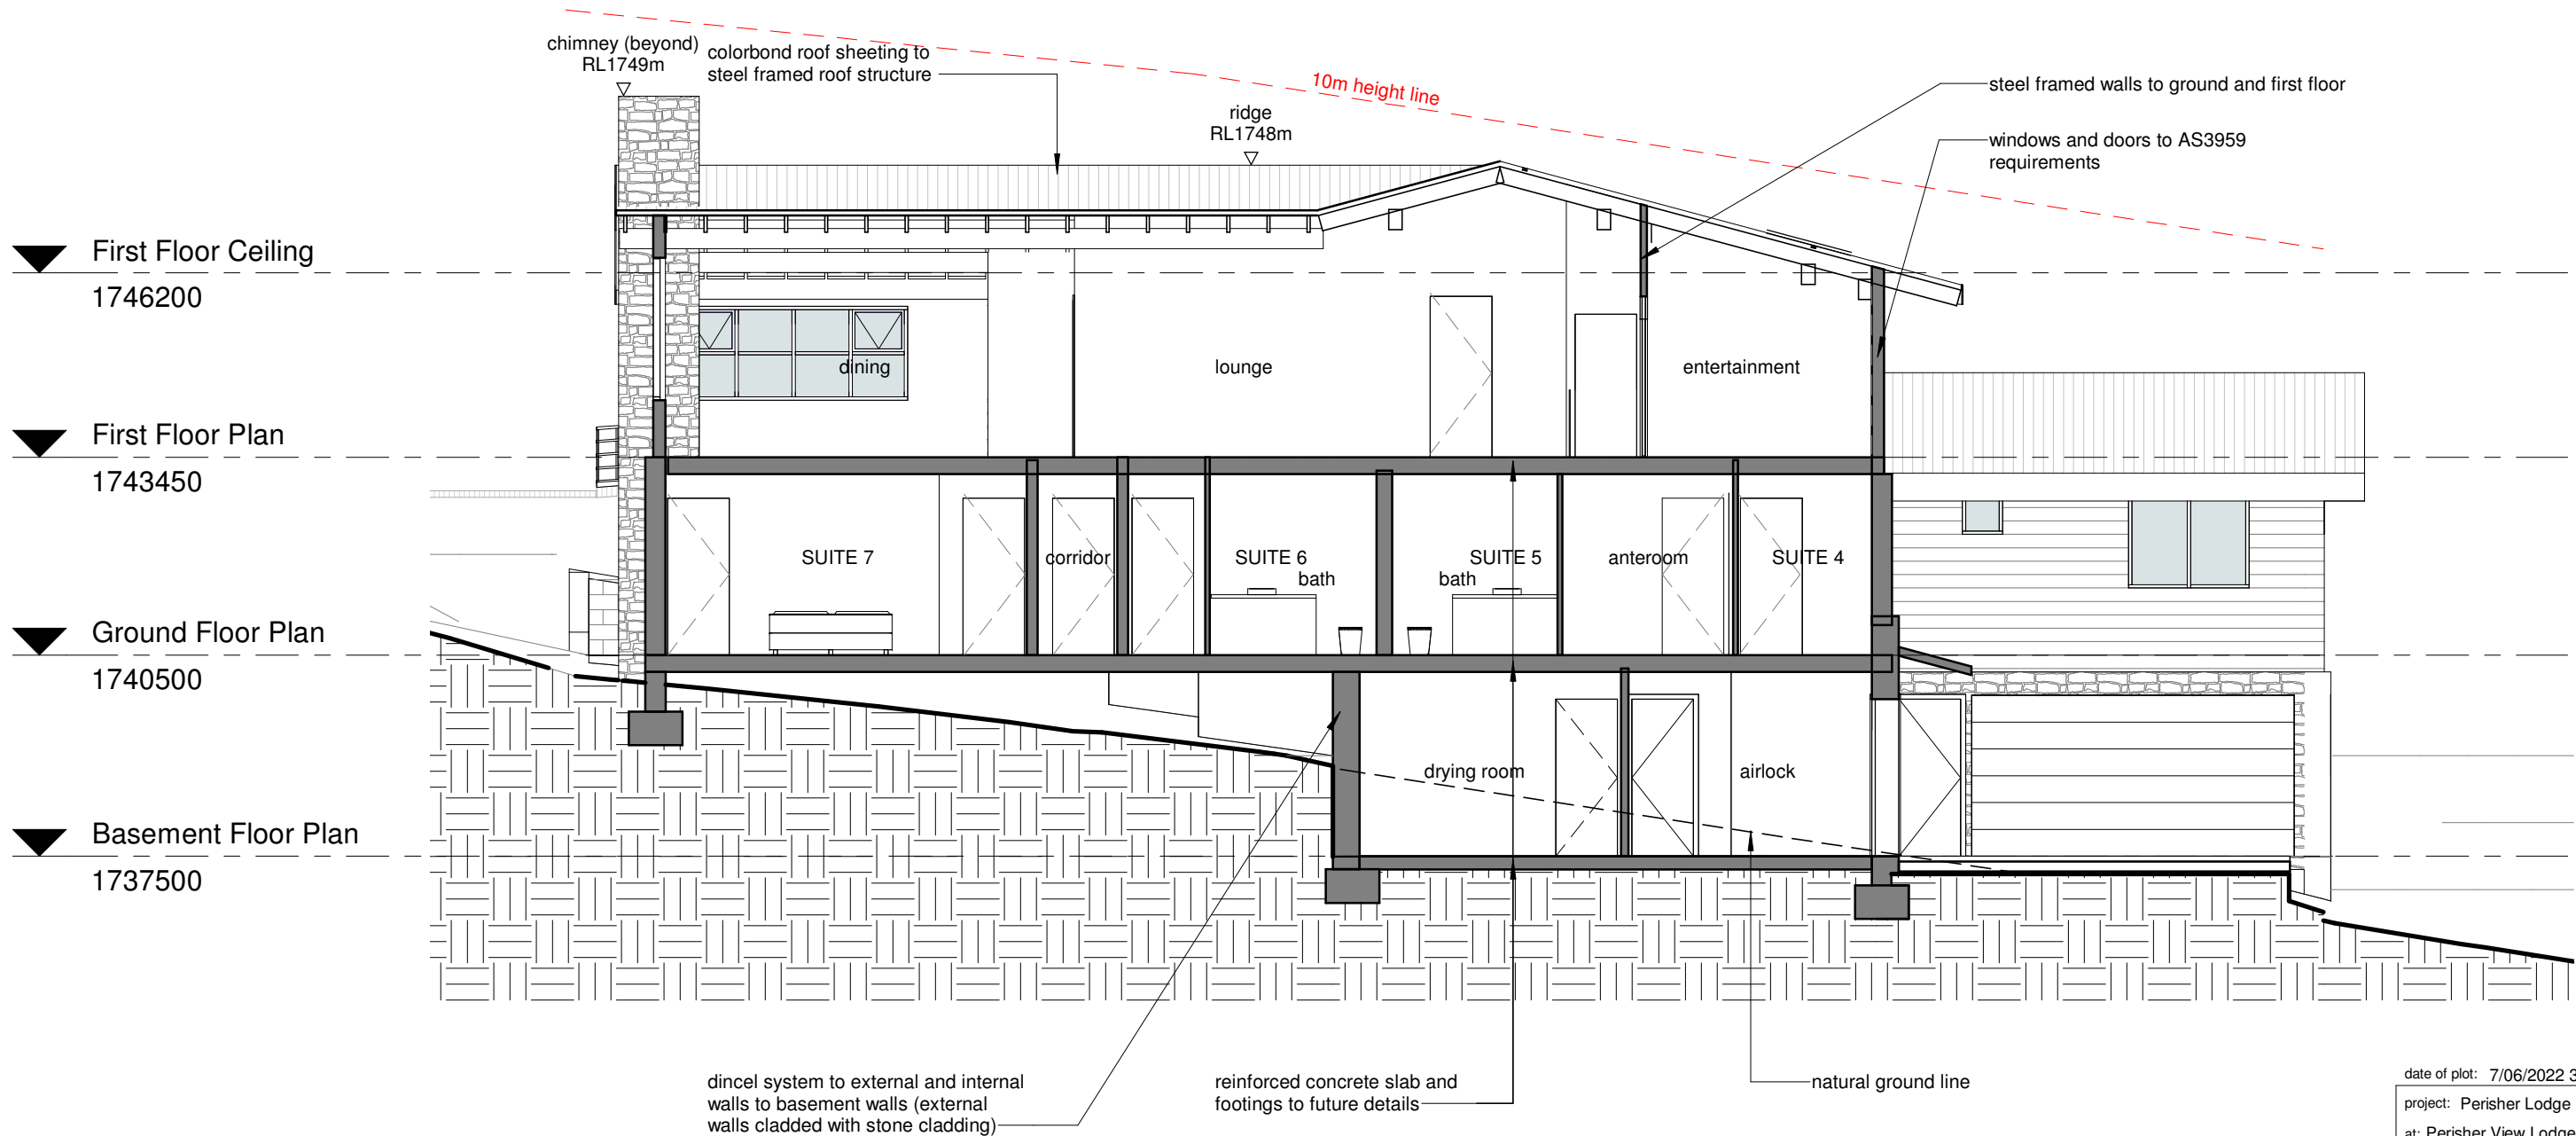 chimney (beyond)
RL1749m
colorbond roof sheeting to
steel framed roof structure
10m height line
ridge
RL1748m
steel framed walls to ground and first floor
windows and doors to AS3959
requirements
First Floor Ceiling
1746200
dining
lounge
entertainment
First Floor Plan
1743450
SUITE 7
corridor
SUITE 6
bath
bath
SUITE 5
anteroom
SUITE 4
Ground Floor Plan
1740500
drying room
airlock
Basement Floor Plan
1737500
dincel system to external and internal
walls to basement walls (external
walls cladded with stone cladding)
reinforced concrete slab and
footings to future details
natural ground line
date of plot: 7/06/2022 3
project: Perisher Lodge
at: Perisher View Lodge